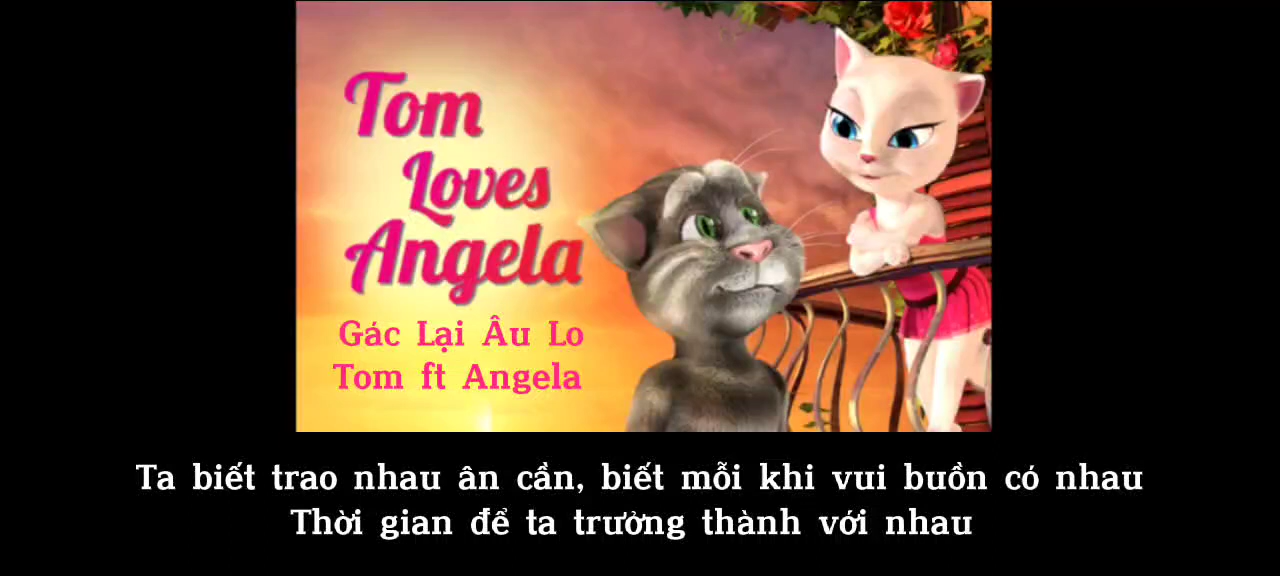 Tom
Loves
Angela
Gác Lại Âu Lo
Tom ft Angela
Ta biết trao nhau ân cần, biết mỗi khi vui buồn có nhau
Thời gian để ta trưởng thành với nhau